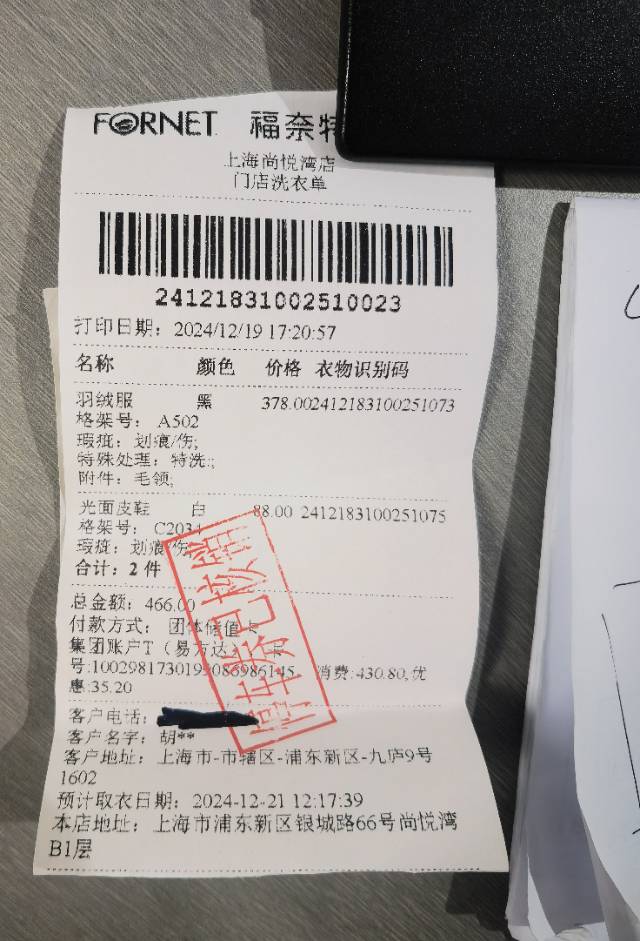 FORNET 福奈特
上海尚悦湾店
门店洗衣单
24121831002510023
打印日期：2024/12/19 17:20:57
名称 颜色 价格 衣物识别码
羽绒服 黑 378.002412183100251073
格架号：A502
瑕疵：划痕/伤;
特殊处理：特洗:;
附件：毛领;
光面皮鞋 白 88.00 2412183100251075
格架号：C2034
瑕疵：划痕/伤;
合计：2 件
总金额：466.00
付款方式：团体储值卡
集团账户T（易方达）
消费:430.80,优
惠:35.20
客户电话：
客户名字：胡**
客户地址：上海市-市辖区-浦东新区-九庐9号
1602
预计取衣日期：2024-12-21 12:17:39
本店地址：上海市浦东新区银城路66号尚悦湾
B1层
停车券已核销